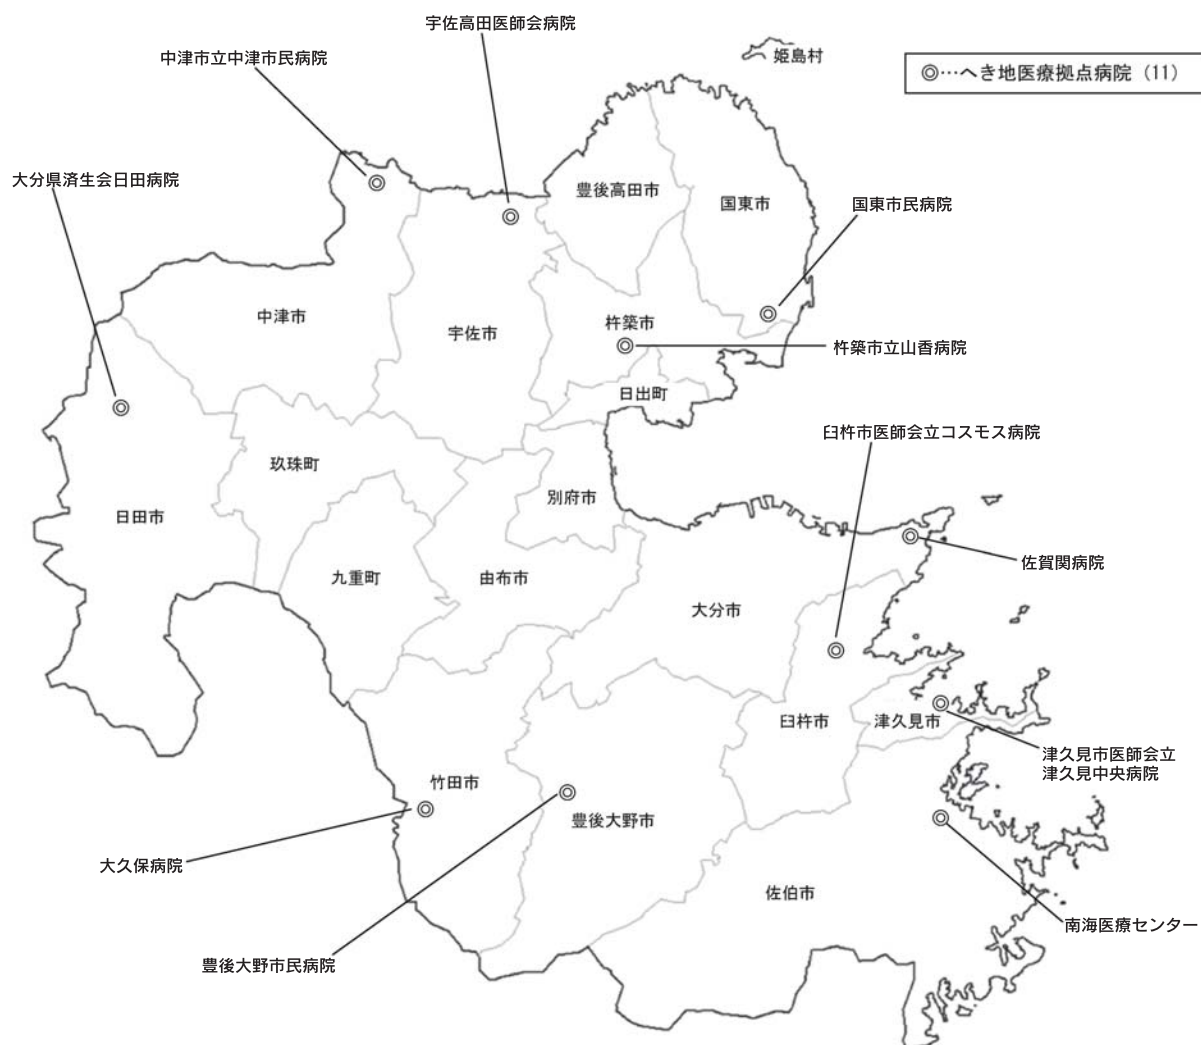 宇佐高田医師会病院
中津市立中津市民病院
姫島村
◎…へき地医療拠点病院（11）
大分県済生会日田病院
豊後高田市
国東市
国東市民病院
中津市
宇佐市
杵築市
杵築市立山香病院
日出町
臼杵市医師会立コスモス病院
玖珠町
別府市
日田市
佐賀関病院
九重町
由布市
大分市
臼杵市
津久見市
津久見市医師会立
津久見中央病院
竹田市
豊後大野市
大久保病院
佐伯市
南海医療センター
豊後大野市民病院